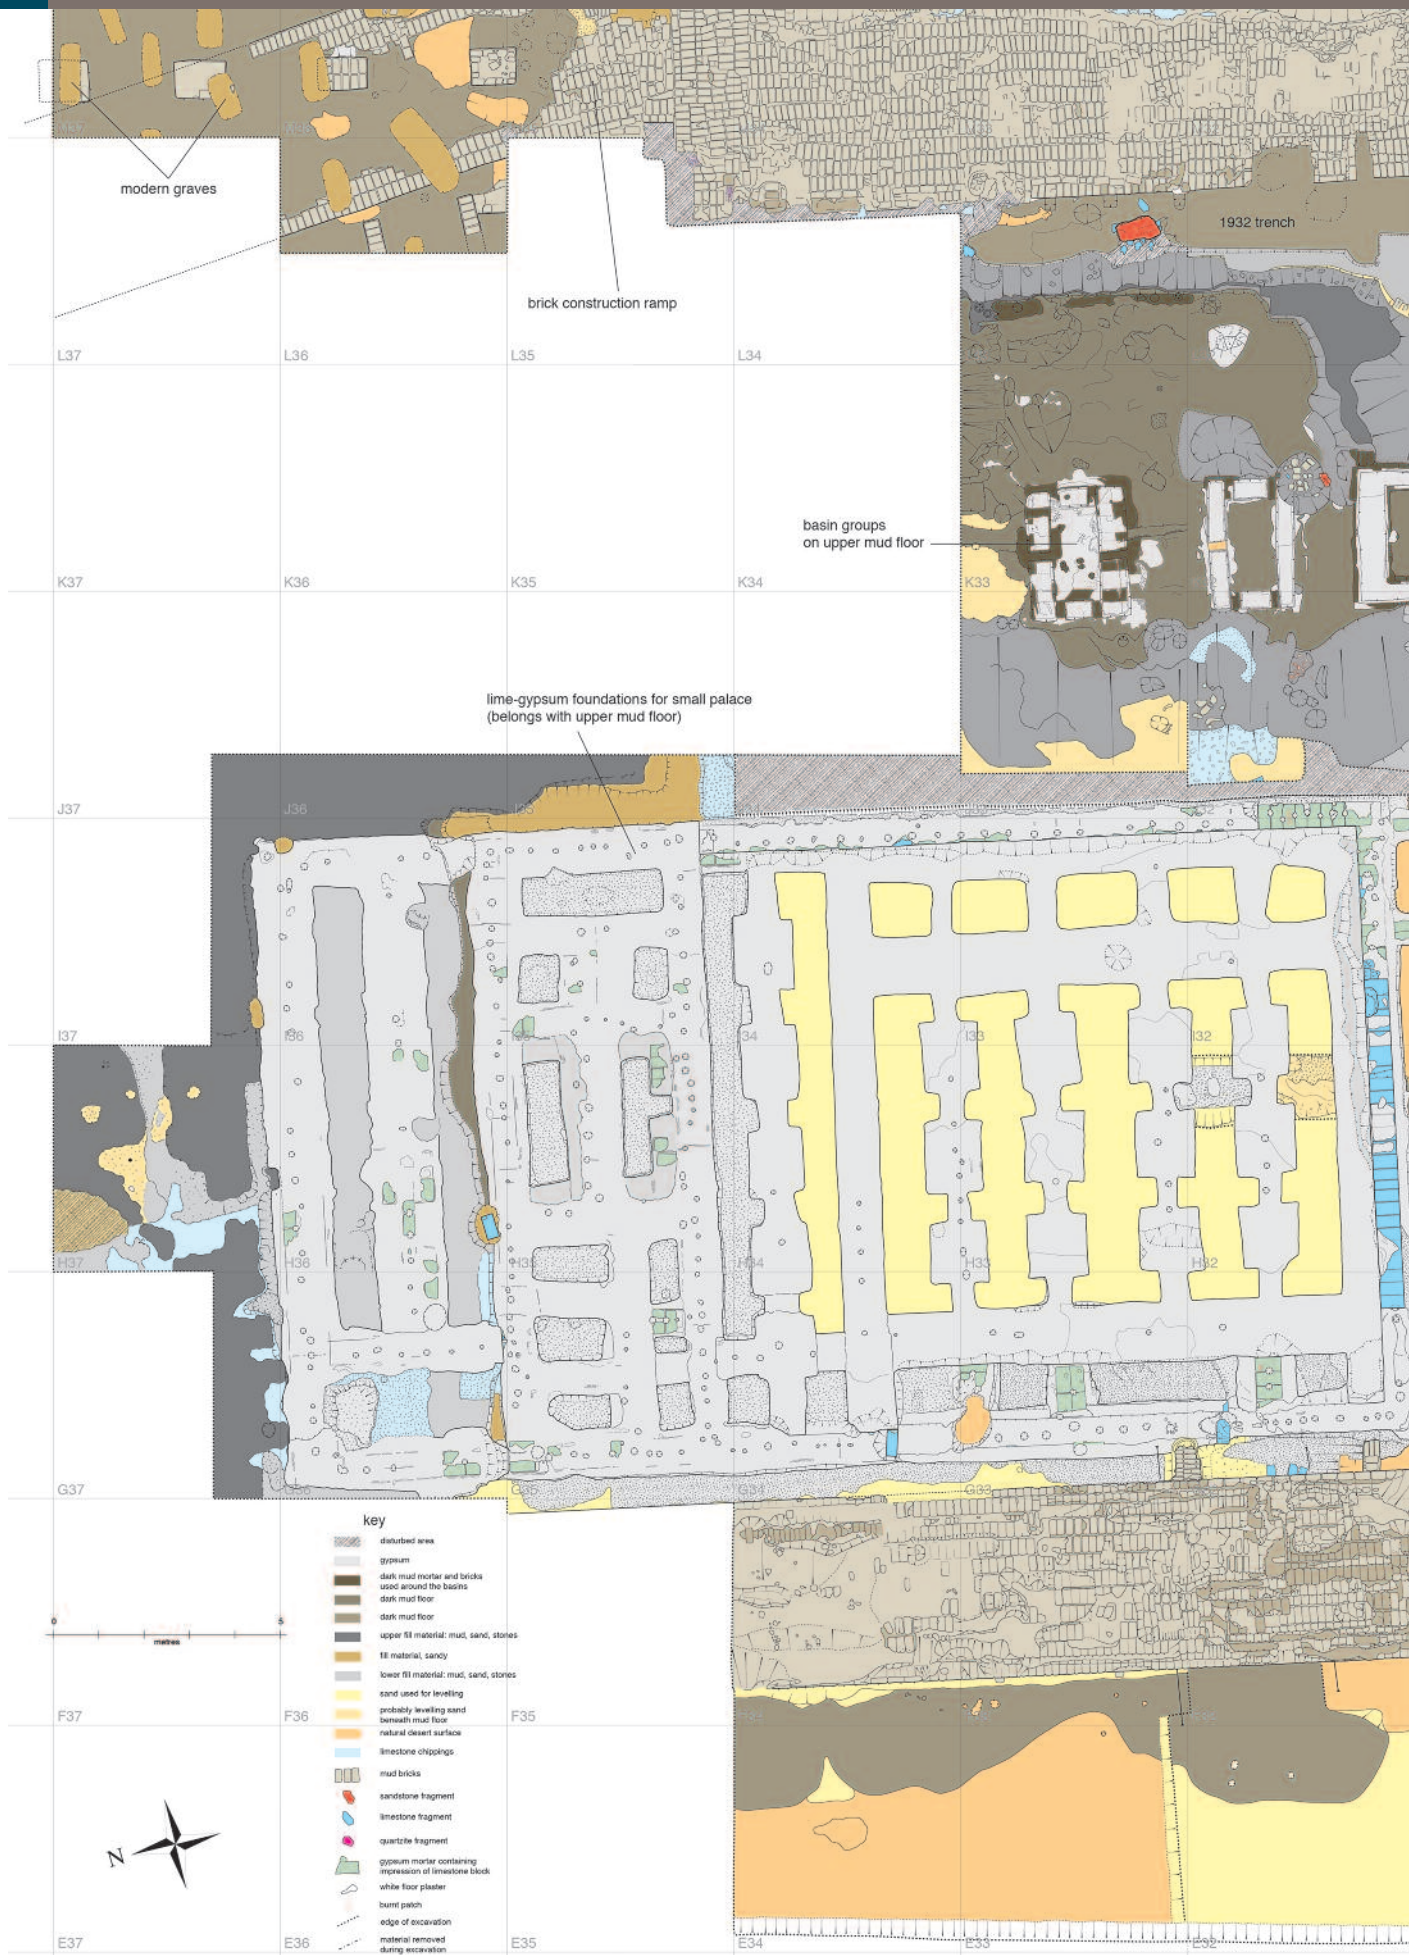 modern graves
1932 trench
brick construction ramp
L37
L36
L35
L34
basin groups
on upper mud floor
K37
K36
K35
K34
K33
lime-gypsum foundations for small palace
(belongs with upper mud floor)
J37
J36
I37
I36
I33
I32
H37
H36
H35
H34
H33
H32
G37
G35
G34
G33
key
disturbed area
gypsum
dark mud mortar and bricks
used around the basins
dark mud floor
dark mud floor
upper fill material: mud, sand, stones
fill material, sandy
lower fill material: mud, sand, stones
sand used for levelling
probably levelling sand
beneath mud floor
natural desert surface
limestone chippings
mud bricks
sandstone fragment
limestone fragment
quartzite fragment
gypsum mortar containing
impression of limestone block
white floor plaster
burnt patch
edge of excavation
material removed
during excavation
0 5
metres
F37
F36
F35
N
E37
E36
E35
E34
E33
E32